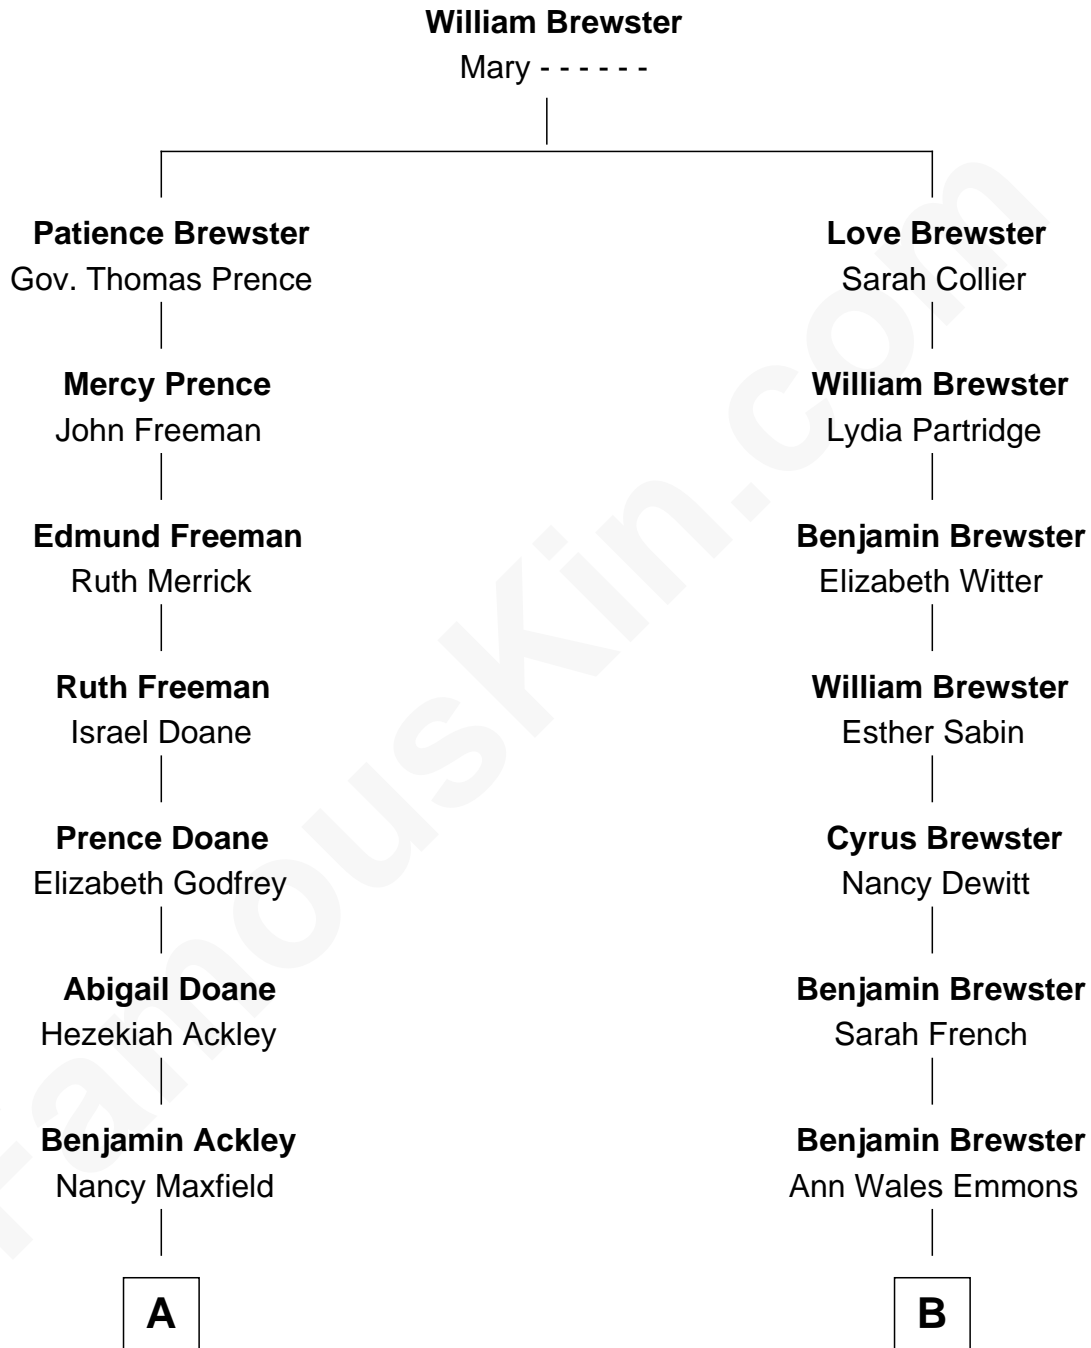 William Brewster
Mary - - - - - -
Patience Brewster
Gov. Thomas Prence
Love Brewster
Sarah Collier
Mercy Prence
John Freeman
William Brewster
Lydia Partridge
Edmund Freeman
Ruth Merrick
Benjamin Brewster
Elizabeth Witter
Ruth Freeman
Israel Doane
William Brewster
Esther Sabin
Prence Doane
Elizabeth Godfrey
Cyrus Brewster
Nancy Dewitt
Abigail Doane
Hezekiah Ackley
Benjamin Brewster
Sarah French
Benjamin Ackley
Nancy Maxfield
Benjamin Brewster
Ann Wales Emmons
A
B
FamousKin.com